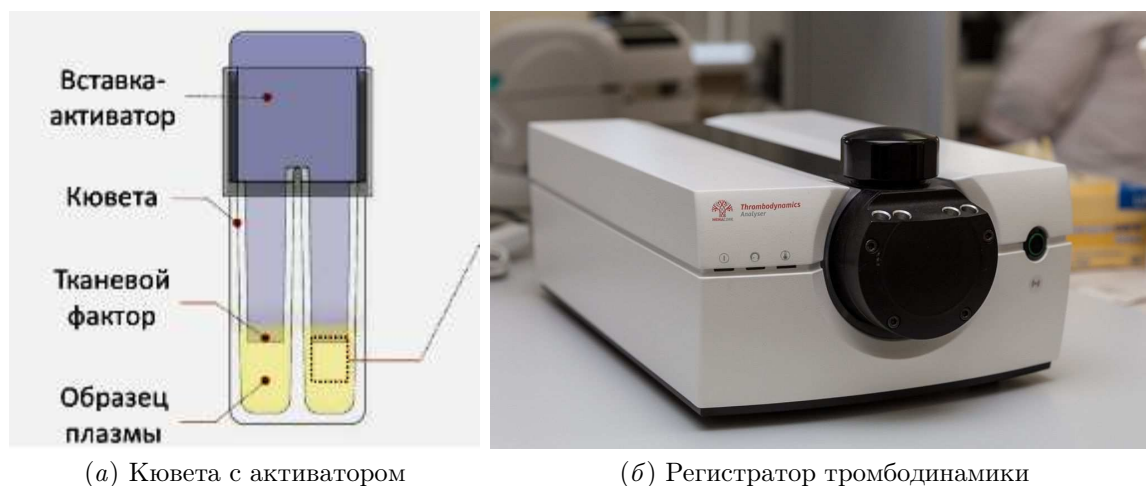 Вставка-
активатор
Кювета
Тканевой
фактор
Образец
плазмы
Thrombodynamics
Analyser
(а) Кювета с активатором
(б) Регистратор тромбодинамики